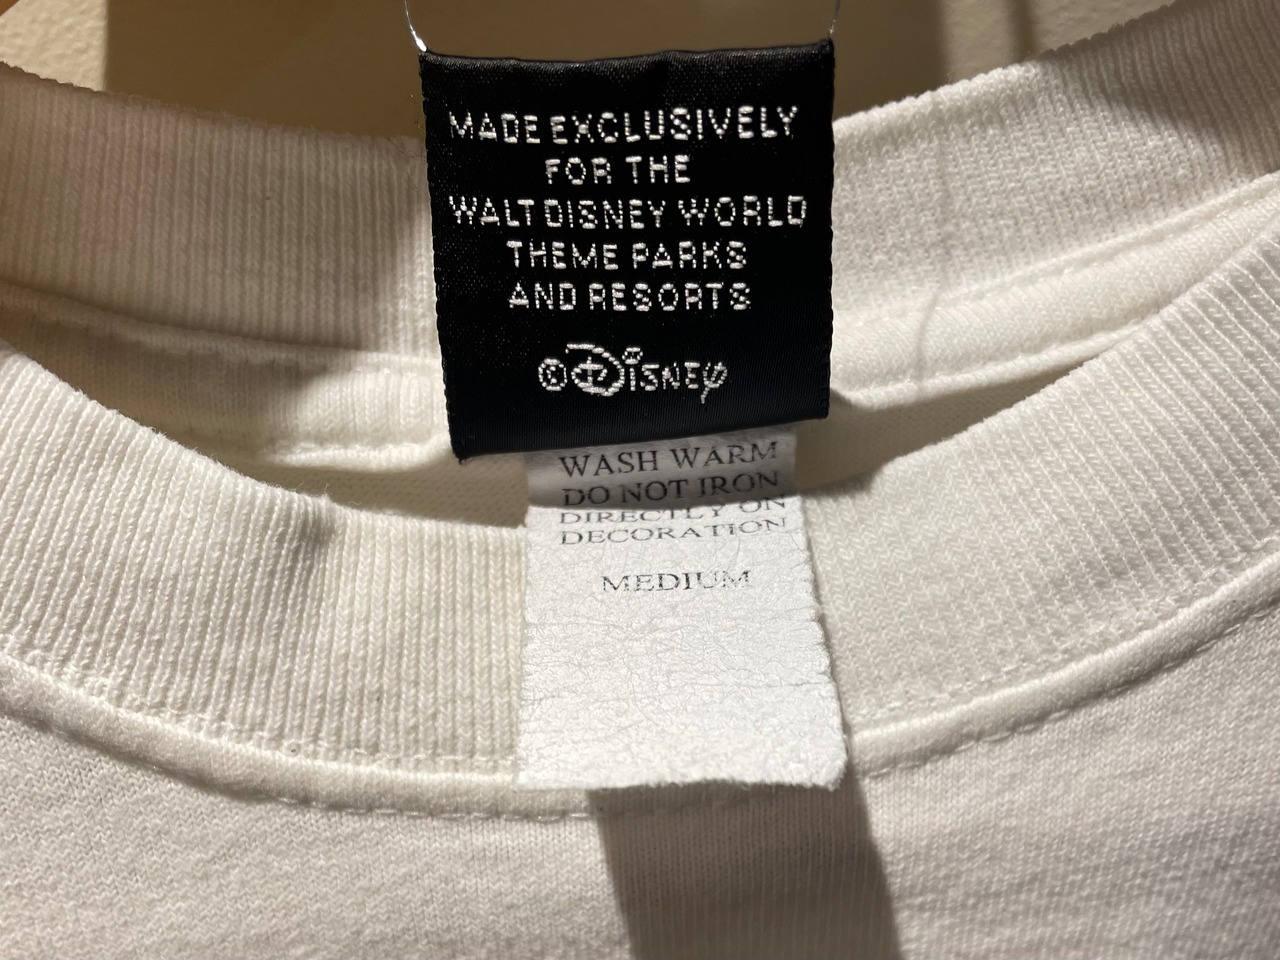 MADE EXCLUSIVELY
FOR THE
WALT DISNEY WORLD
THEME PARKS
AND RESORTS
©DISNEY
WASH WARM
DO NOT IRON
DIRECTLY ON
DECORATION
MEDIUM